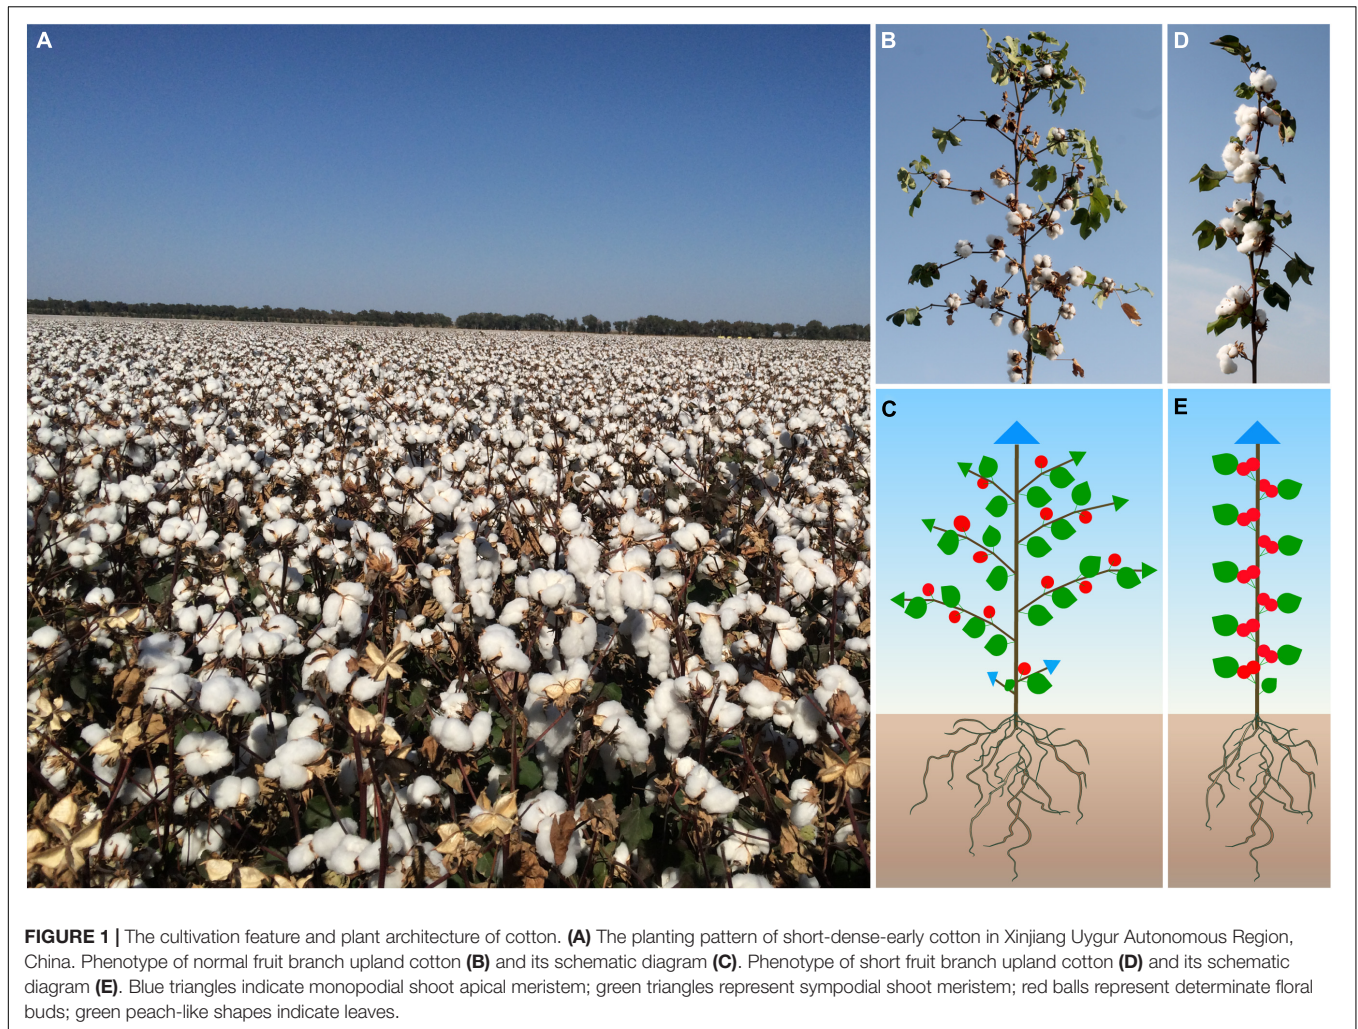 A
B
D
C
E
FIGURE 1 | The cultivation feature and plant architecture of cotton. (A) The planting pattern of short-dense-early cotton in Xinjiang Uygur Autonomous Region,
China. Phenotype of normal fruit branch upland cotton (B) and its schematic diagram (C). Phenotype of short fruit branch upland cotton (D) and its schematic
diagram (E). Blue triangles indicate monopodial shoot apical meristem; green triangles represent sympodial shoot meristem; red balls represent determinate floral
buds; green peach-like shapes indicate leaves.